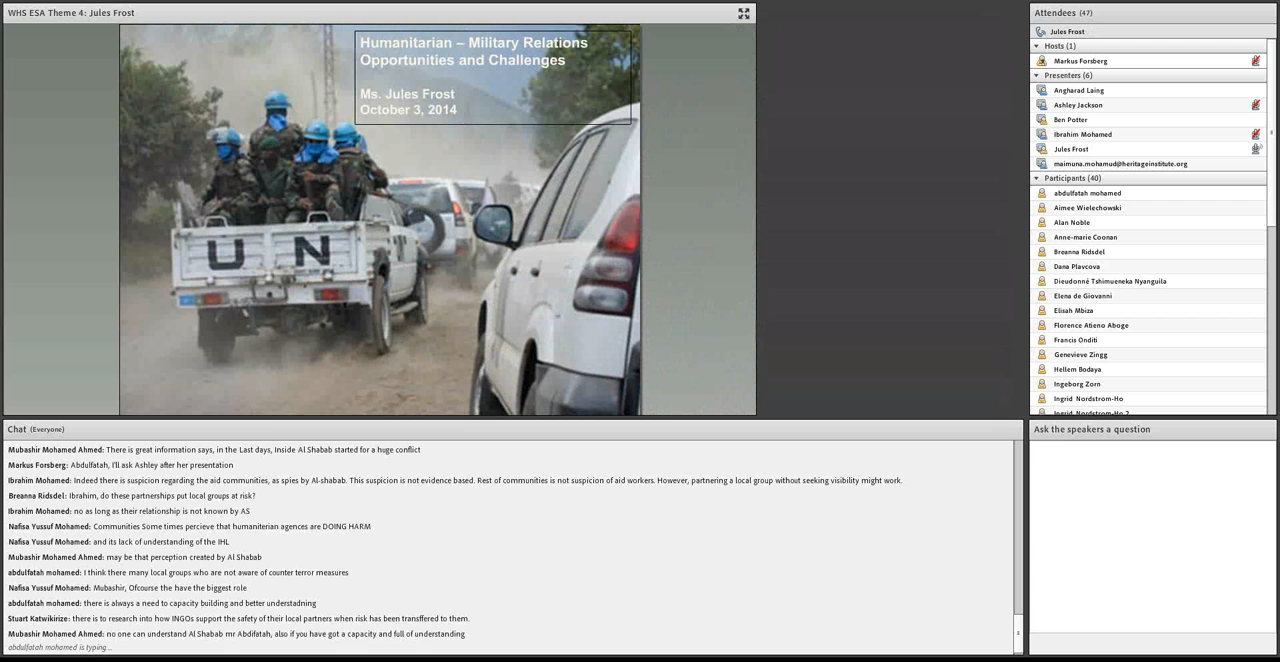 WHS ESA Theme 4: Jules Frost
Humanitarian – Military Relations
Opportunities and Challenges
Ms. Jules Frost
October 3, 2014
U N
Attendees (47)
Jules Frost
Hosts (1)
Markus Forsberg
Presenters (6)
Angharad Laing
Ashley Jackson
Ben Potter
Ibrahim Mohamed
Jules Frost
maimuna.mohamud@heritageinstitute.org
Participants (40)
abdulfatah mohamed
Aimee Wielechowski
Alan Noble
Anne-marie Coonan
Breanna Ridsdel
Dana Plavcova
Dieudonné Tshimueneka Nyanguila
Elena de Giovanni
Elisah Mbiza
Florence Atieno Aboge
Francis Onditi
Genevieve Zingg
Hellem Bodaya
Ingeborg Zorn
Ingrid Nordstrom-Ho
Ingrid Nordstrom-Ho 2
Chat (Everyone)
Mubashir Mohamed Ahmed: There is great information says, in the Last days, Inside Al Shabab started for a huge conflict
Markus Forsberg: Abdulfatah, I'll ask Ashley after her presentation
Ibrahim Mohamed: Indeed there is suspicion regarding the aid communities, as spies by Al-shabab. This suspicion is not evidence based. Rest of communities is not suspicion of aid workers. However, partnering a local group without seeking visibility might work.
Breanna Ridsdel: Ibrahim, do these partnerships put local groups at risk?
Ibrahim Mohamed: no as long as their relationship is not known by AS
Nafisa Yussuf Mohamed: Communities Some times percieve that humaniterian agences are DOING HARM
Nafisa Yussuf Mohamed: and its lack of understanding of the IHL
Mubashir Mohamed Ahmed: may be that perception created by Al Shabab
abdulfatah mohamed: I think there many local groups who are not aware of counter terror measures
Nafisa Yussuf Mohamed: Mubashir, Ofcourse the have the biggest role
abdulfatah mohamed: there is always a need to capacity building and better understadning
Stuart Katwikirize: there is to research into how INGOs support the safety of their local partners when risk has been transffered to them.
Mubashir Mohamed Ahmed: no one can understand Al Shabab mr Abdifatah, also if you have got a capacity and full of understanding
abdulfatah mohamed is typing...
Ask the speakers a question